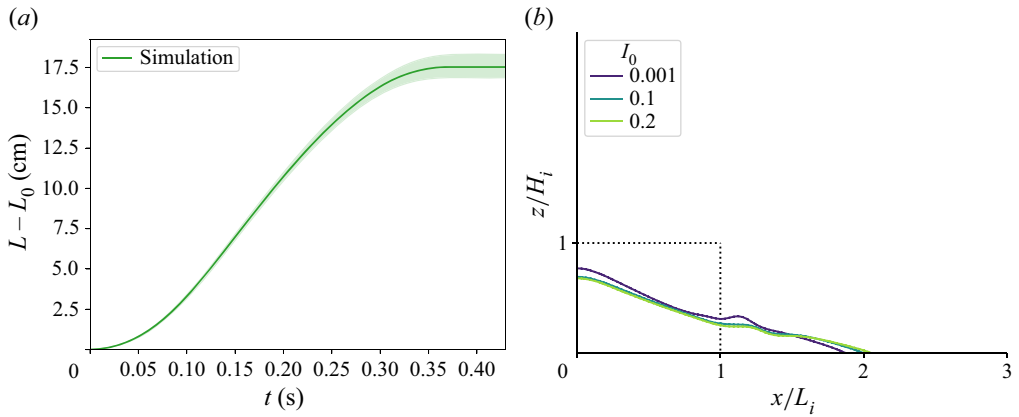 (a)
Simulation
17.5
15.0
12.5
10.0
7.5
5.0
2.5
0
0.05 0.10 0.15 0.20 0.25 0.30 0.35 0.40
L – L0 (cm)
t (s)
(b)
I0
0.001
0.1
0.2
z/Hi
1
0 1 2 3
x/Li